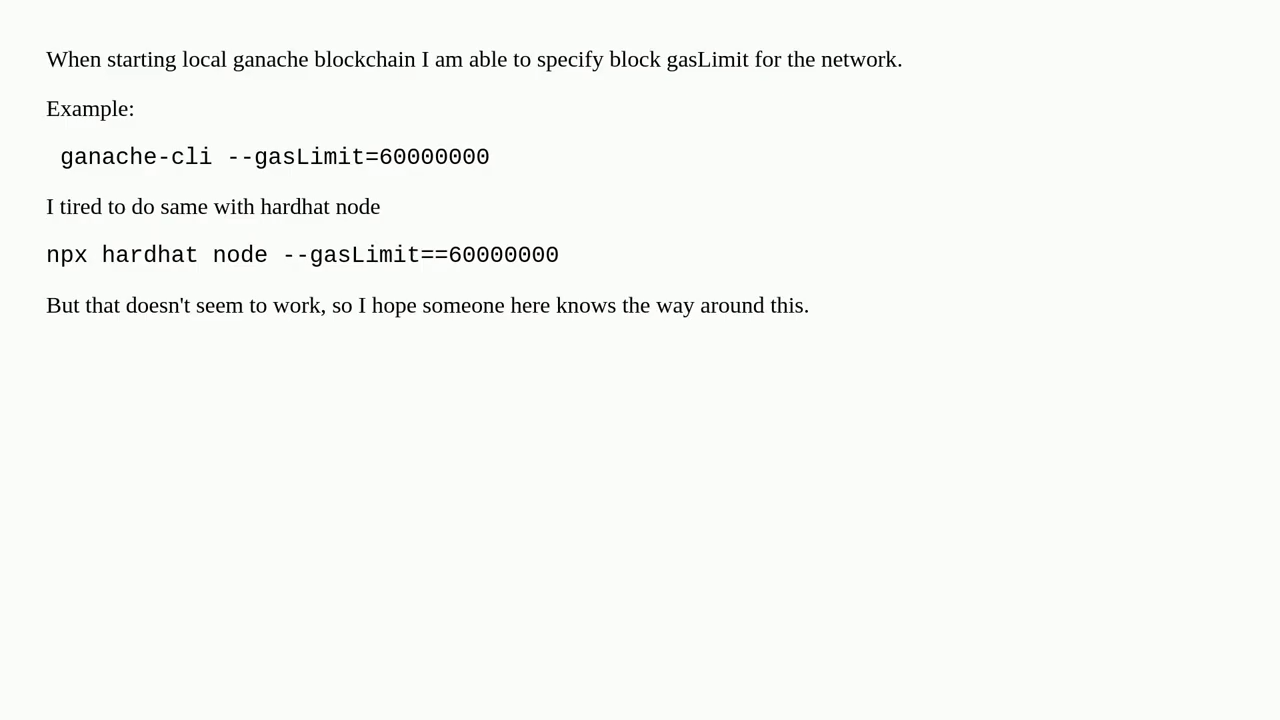 When starting local ganache blockchain I am able to specify block gasLimit for the network.
Example:
ganache-cli --gasLimit=60000000
I tired to do same with hardhat node
npx hardhat node --gasLimit==60000000
But that doesn't seem to work, so I hope someone here knows the way around this.